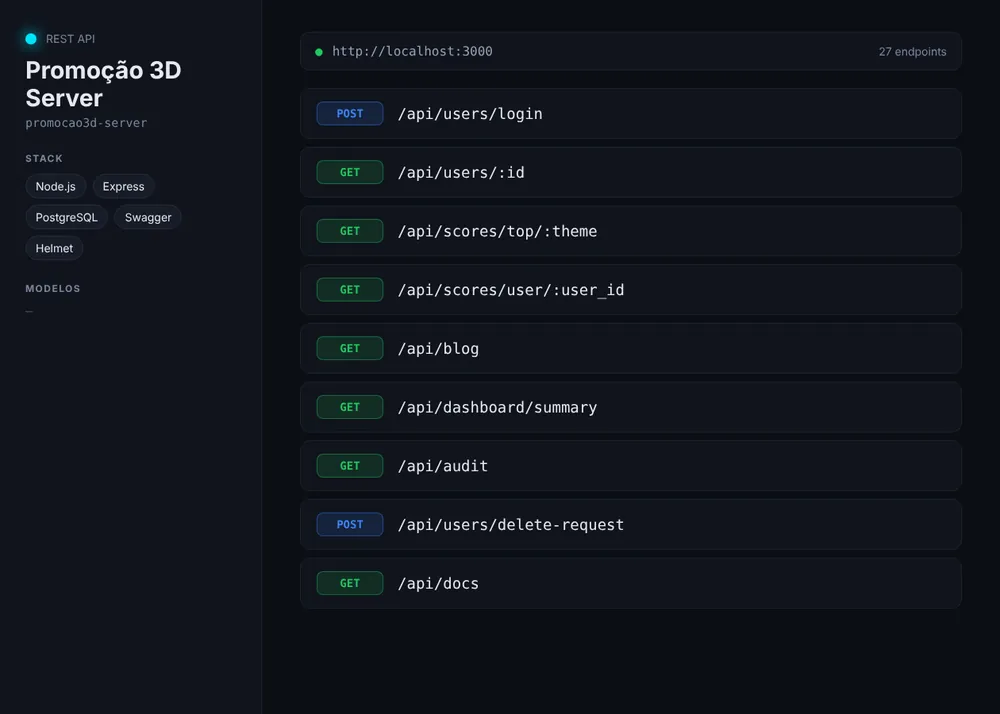 REST API
Promoção 3D
Server
promocao3d-server
STACK
Node.js
Express
PostgreSQL
Swagger
Helmet
MODELOS
—
http://localhost:3000
27 endpoints
POST /api/users/login
GET /api/users/:id
GET /api/scores/top/:theme
GET /api/scores/user/:user_id
GET /api/blog
GET /api/dashboard/summary
GET /api/audit
POST /api/users/delete-request
GET /api/docs